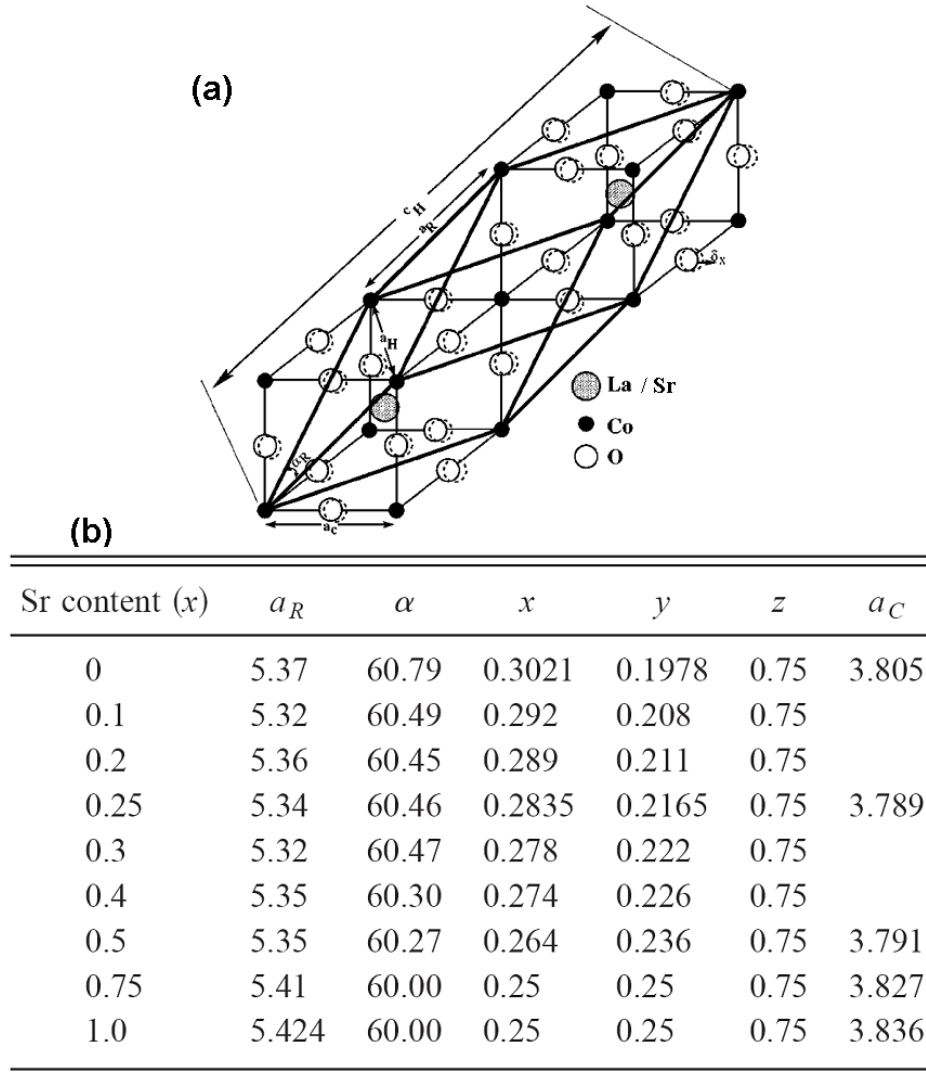 (a)
c_H
a_R
δ_x
a_H
La / Sr
Co
O
α_R
a_c
(b)
Sr content (x) a_R α x y z a_C
0 5.37 60.79 0.3021 0.1978 0.75 3.805
0.1 5.32 60.49 0.292 0.208 0.75
0.2 5.36 60.45 0.289 0.211 0.75
0.25 5.34 60.46 0.2835 0.2165 0.75 3.789
0.3 5.32 60.47 0.278 0.222 0.75
0.4 5.35 60.30 0.274 0.226 0.75
0.5 5.35 60.27 0.264 0.236 0.75 3.791
0.75 5.41 60.00 0.25 0.25 0.75 3.827
1.0 5.424 60.00 0.25 0.25 0.75 3.836